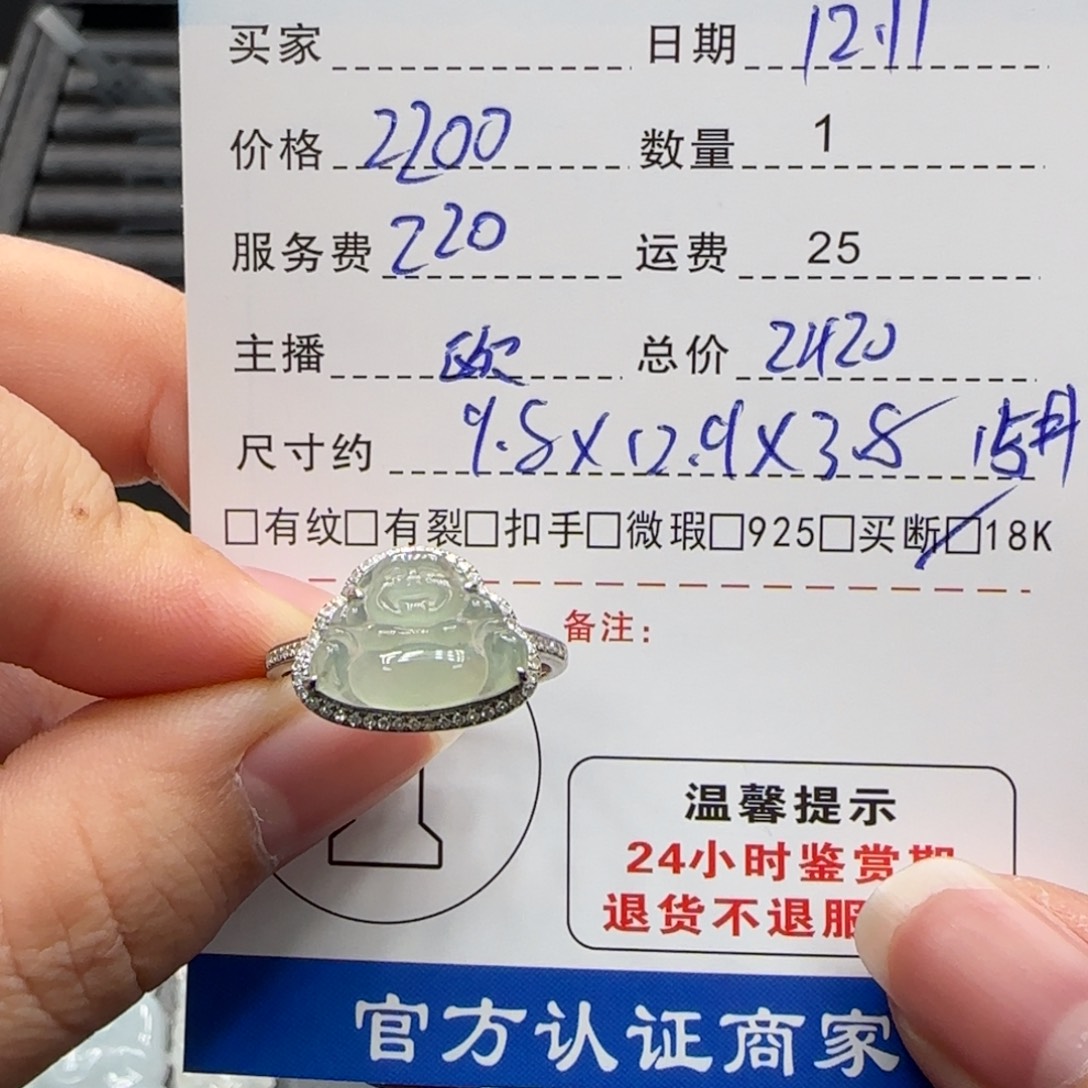 买家 日期 12.11
价格 2200 数量 1
服务费 220 运费 25
主播 欧 总价 2420
尺寸约 9.8X12.9X3.8
□有纹□有裂□扣手□微瑕□925□买断□18K
备注：
温馨提示
24小时鉴赏期
退货不退服
官方认证商家